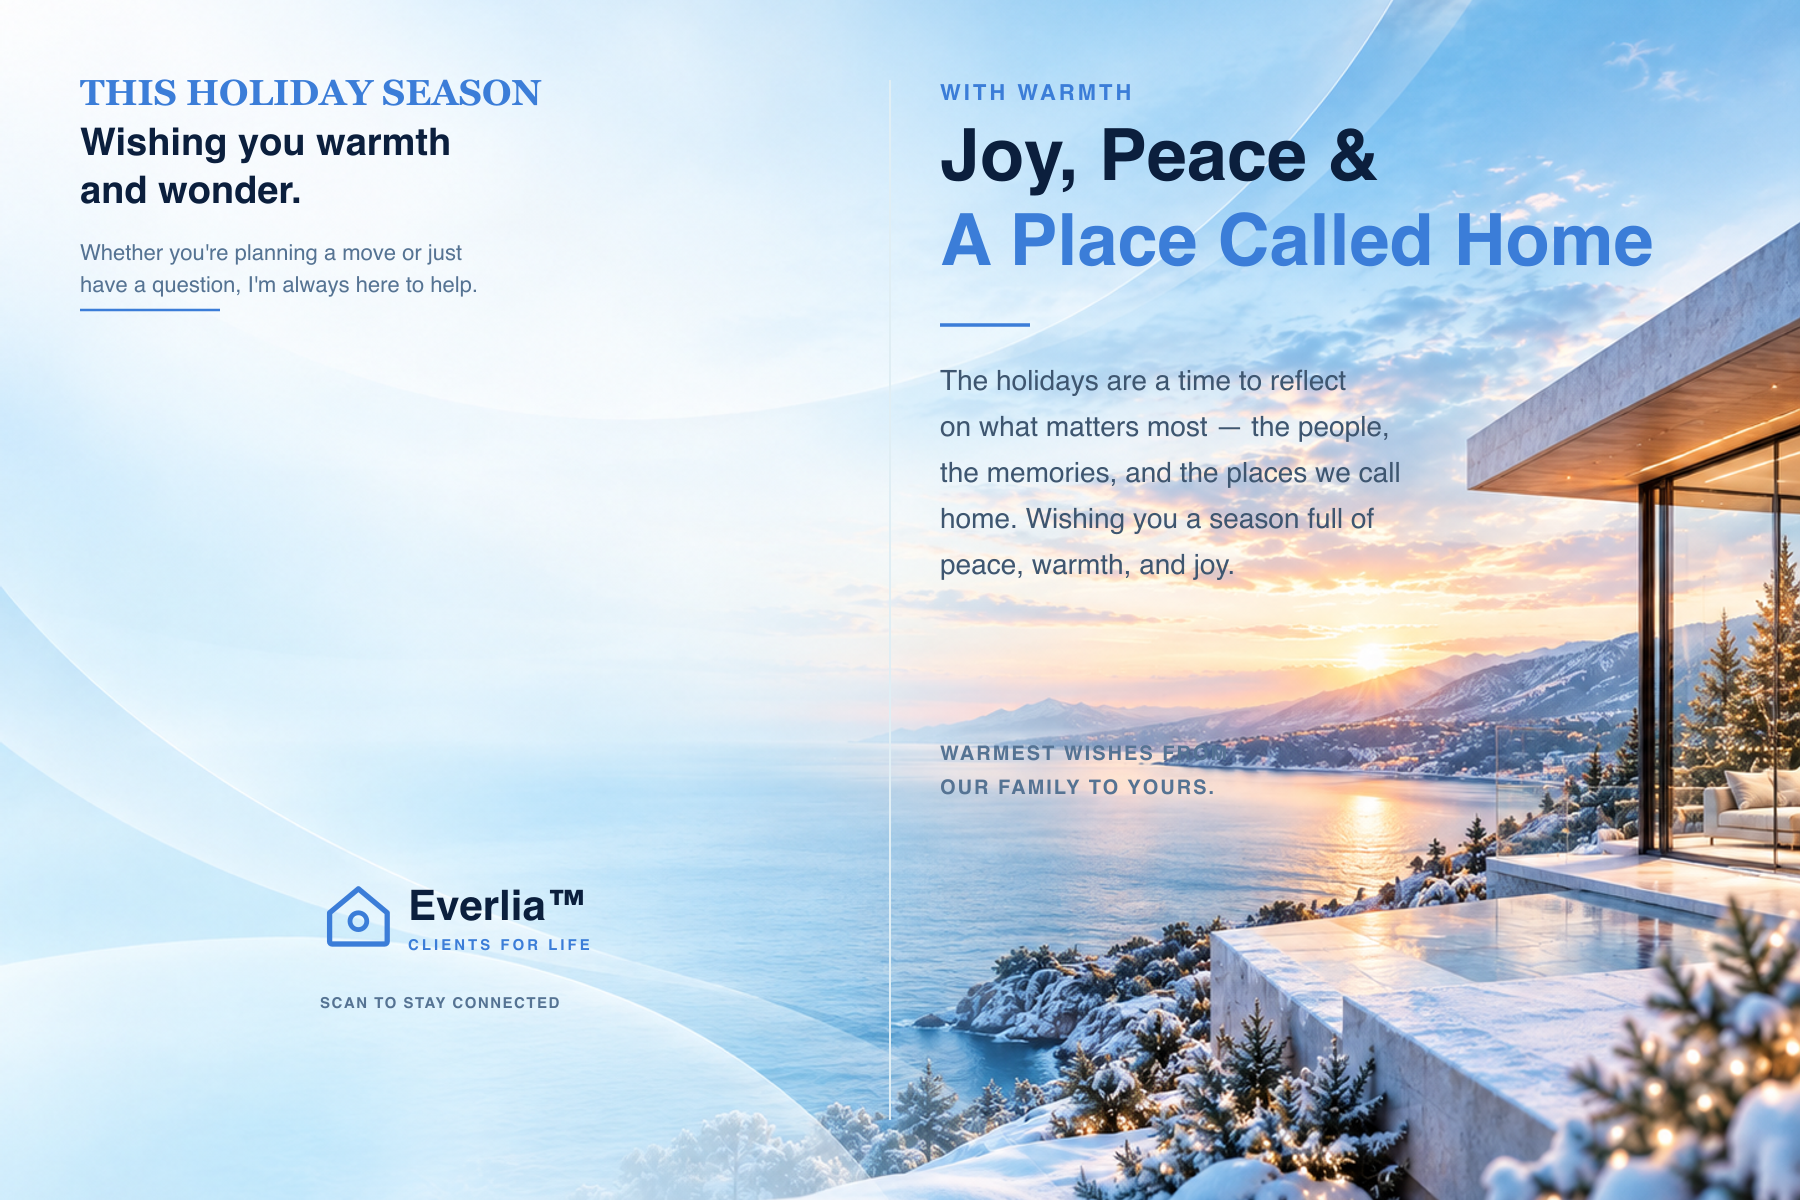 THIS HOLIDAY SEASON
Wishing you warmth
and wonder.
Whether you're planning a move or just
have a question, I'm always here to help.
Everlia™
CLIENTS FOR LIFE
SCAN TO STAY CONNECTED
WITH WARMTH
Joy, Peace &
A Place Called Home
The holidays are a time to reflect
on what matters most — the people,
the memories, and the places we call
home. Wishing you a season full of
peace, warmth, and joy.
WARMEST WISHES FROM
OUR FAMILY TO YOURS.